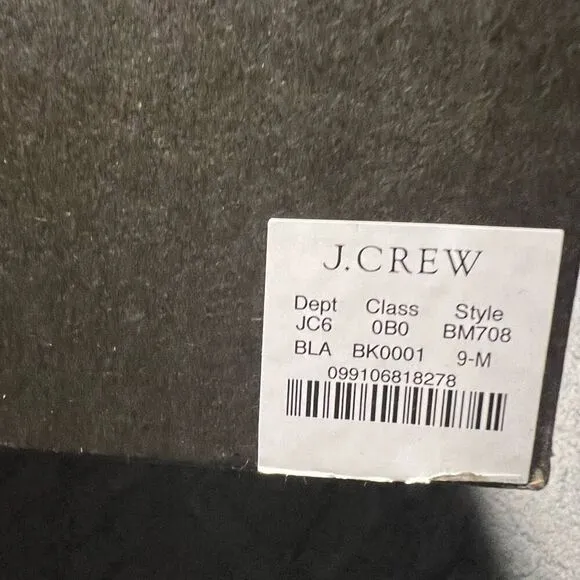 J.CREW
Dept Class Style
JC6 0B0 BM708
BLA BK0001 9-M
099106818278